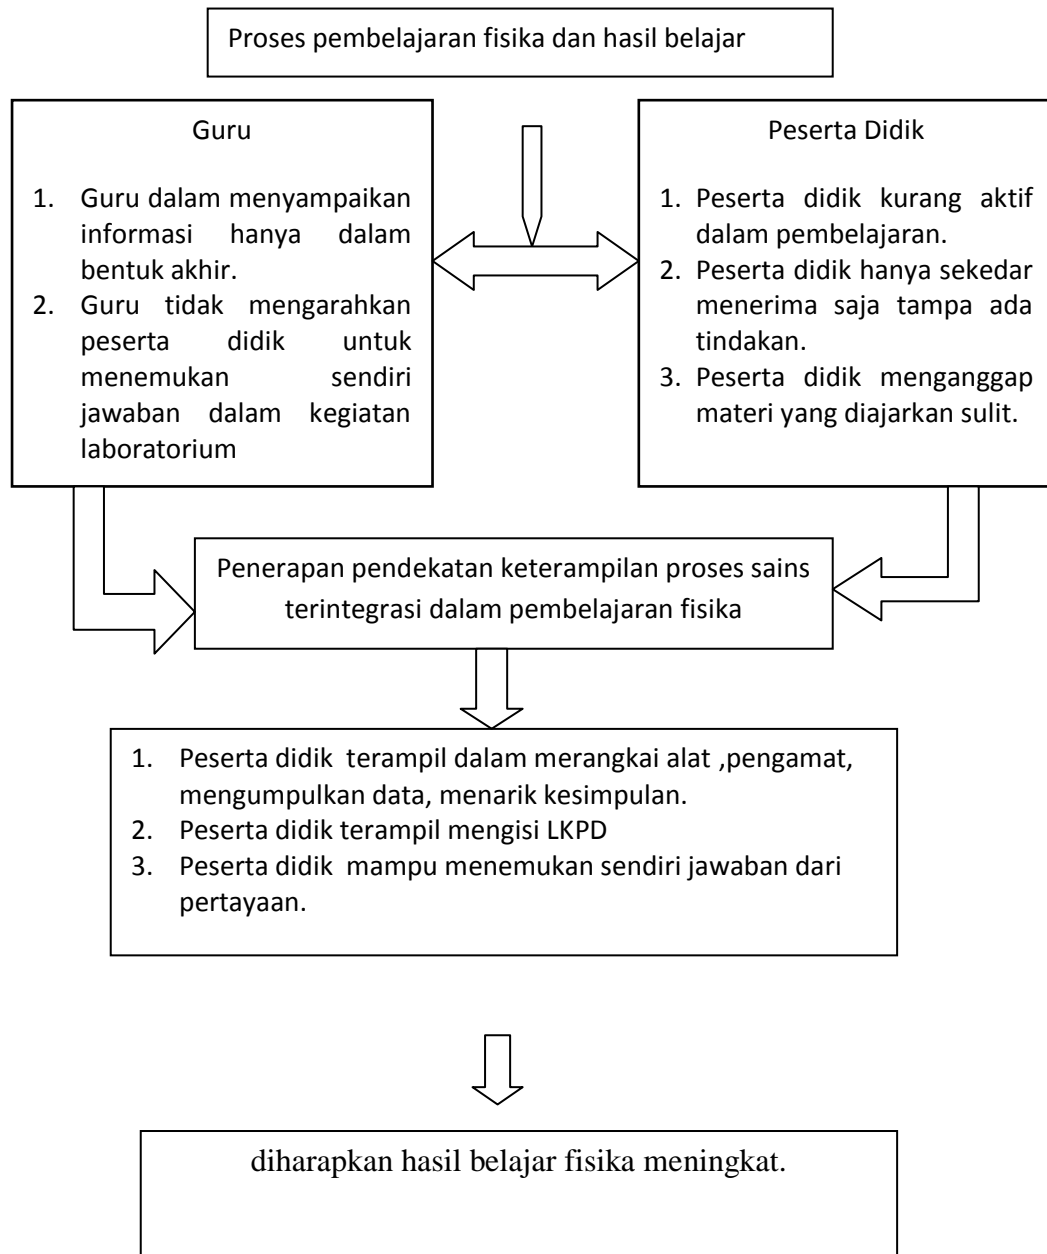 Proses pembelajaran fisika dan hasil belajar
Guru
1. Guru dalam menyampaikan
informasi hanya dalam
bentuk akhir.
2. Guru tidak mengarahkan
peserta didik untuk
menemukan sendiri
jawaban dalam kegiatan
laboratorium
Peserta Didik
1. Peserta didik kurang aktif
dalam pembelajaran.
2. Peserta didik hanya sekedar
menerima saja tampa ada
tindakan.
3. Peserta didik menganggap
materi yang diajarkan sulit.
Penerapan pendekatan keterampilan proses sains
terintegrasi dalam pembelajaran fisika
1. Peserta didik terampil dalam merangkai alat ,pengamat,
mengumpulkan data, menarik kesimpulan.
2. Peserta didik terampil mengisi LKPD
3. Peserta didik mampu menemukan sendiri jawaban dari
pertayaan.
diharapkan hasil belajar fisika meningkat.